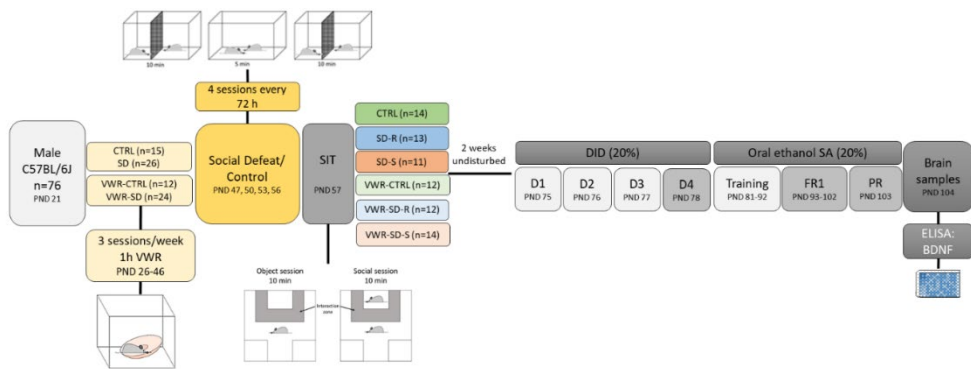 10 min
5 min
10 min
4 sessions every
72 h
Male
C57BL/6J
n=76
PND 21
CTRL (n=15)
SD (n=26)
VWR-CTRL (n=12)
VWR-SD (n=24)
3 sessions/week
1h VWR
PND 26-46
Social Defeat/
Control
PND 47, 50, 53, 56
SIT
PND 57
CTRL (n=14)
SD-R (n=13)
SD-S (n=11)
VWR-CTRL (n=12)
VWR-SD-R (n=12)
VWR-SD-S (n=14)
Object session
10 min
Social session
10 min
Interaction
zone
2 weeks
undisturbed
DID (20%)
D1
PND 75
D2
PND 76
D3
PND 77
D4
PND 78
Oral ethanol SA (20%)
Training
PND 81-92
FR1
PND 93-102
PR
PND 103
Brain
samples
PND 104
ELISA:
BDNF